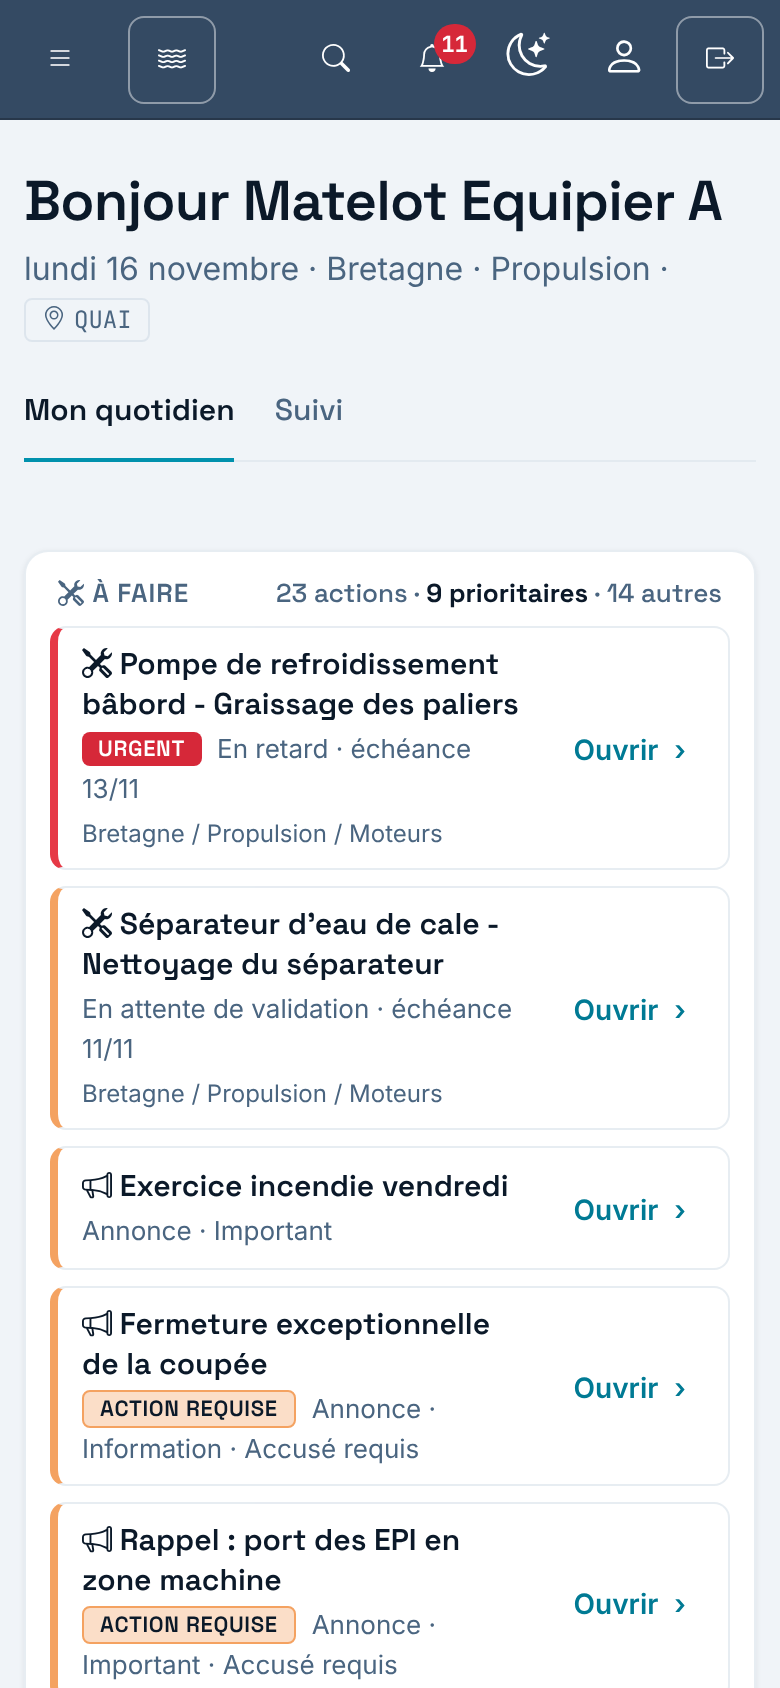 11
Bonjour Matelot Equipier A
lundi 16 novembre · Bretagne · Propulsion ·
QUAI
Mon quotidien Suivi
À FAIRE 23 actions · 9 prioritaires · 14 autres
Pompe de refroidissement
bâbord - Graissage des paliers
URGENT En retard · échéance
13/11
Bretagne / Propulsion / Moteurs
Ouvrir ›
Séparateur d’eau de cale -
Nettoyage du séparateur
En attente de validation · échéance
11/11
Bretagne / Propulsion / Moteurs
Ouvrir ›
Exercice incendie vendredi
Annonce · Important
Ouvrir ›
Fermeture exceptionnelle
de la coupée
ACTION REQUISE Annonce ·
Information · Accusé requis
Ouvrir ›
Rappel : port des EPI en
zone machine
ACTION REQUISE Annonce ·
Important · Accusé requis
Ouvrir ›